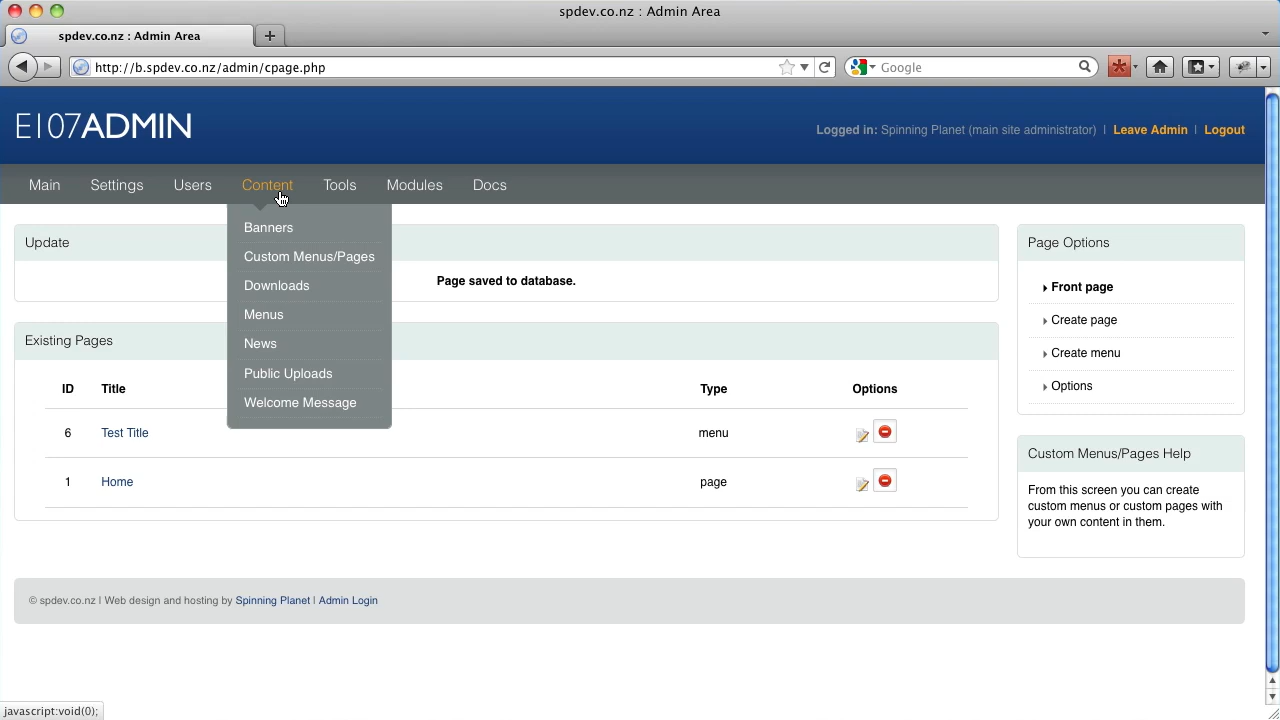 spdev.co.nz : Admin Area
spdev.co.nz : Admin Area
http://b.spdev.co.nz/admin/cpage.php
Google
E107ADMIN
Logged in: Spinning Planet (main site administrator) | Leave Admin | Logout
Main Settings Users Content Tools Modules Docs
Banners
Custom Menus/Pages
Downloads
Menus
News
Public Uploads
Welcome Message
Update
Page saved to database.
Existing Pages
ID Title Type Options
6 Test Title menu
1 Home page
Page Options
Front page
Create page
Create menu
Options
Custom Menus/Pages Help
From this screen you can create
custom menus or custom pages with
your own content in them.
© spdev.co.nz | Web design and hosting by Spinning Planet | Admin Login
javascript:void(0);